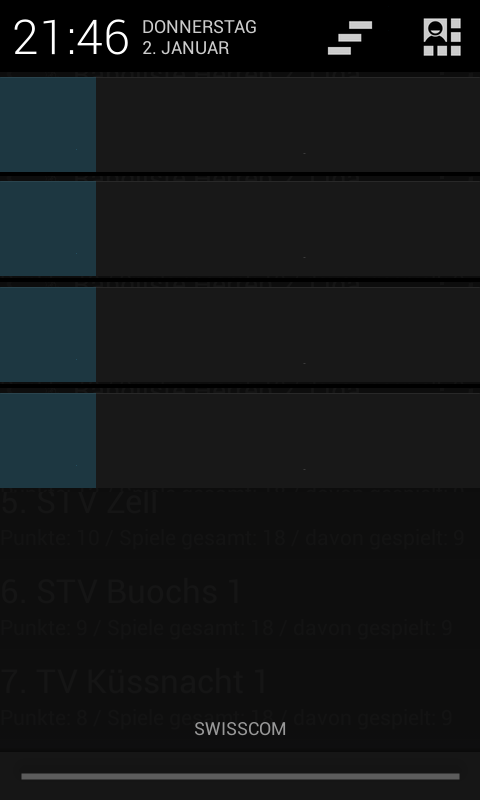 21:46
DONNERSTAG
2. JANUAR
5. STV Zell
Punkte: 10 / Spiele gesamt: 18 / davon gespielt: 9
6. STV Buochs 1
Punkte: 9 / Spiele gesamt: 18 / davon gespielt: 9
7. TV Küssnacht 1
Punkte: 8 / Spiele gesamt: 18 / davon gespielt: 9
SWISSCOM